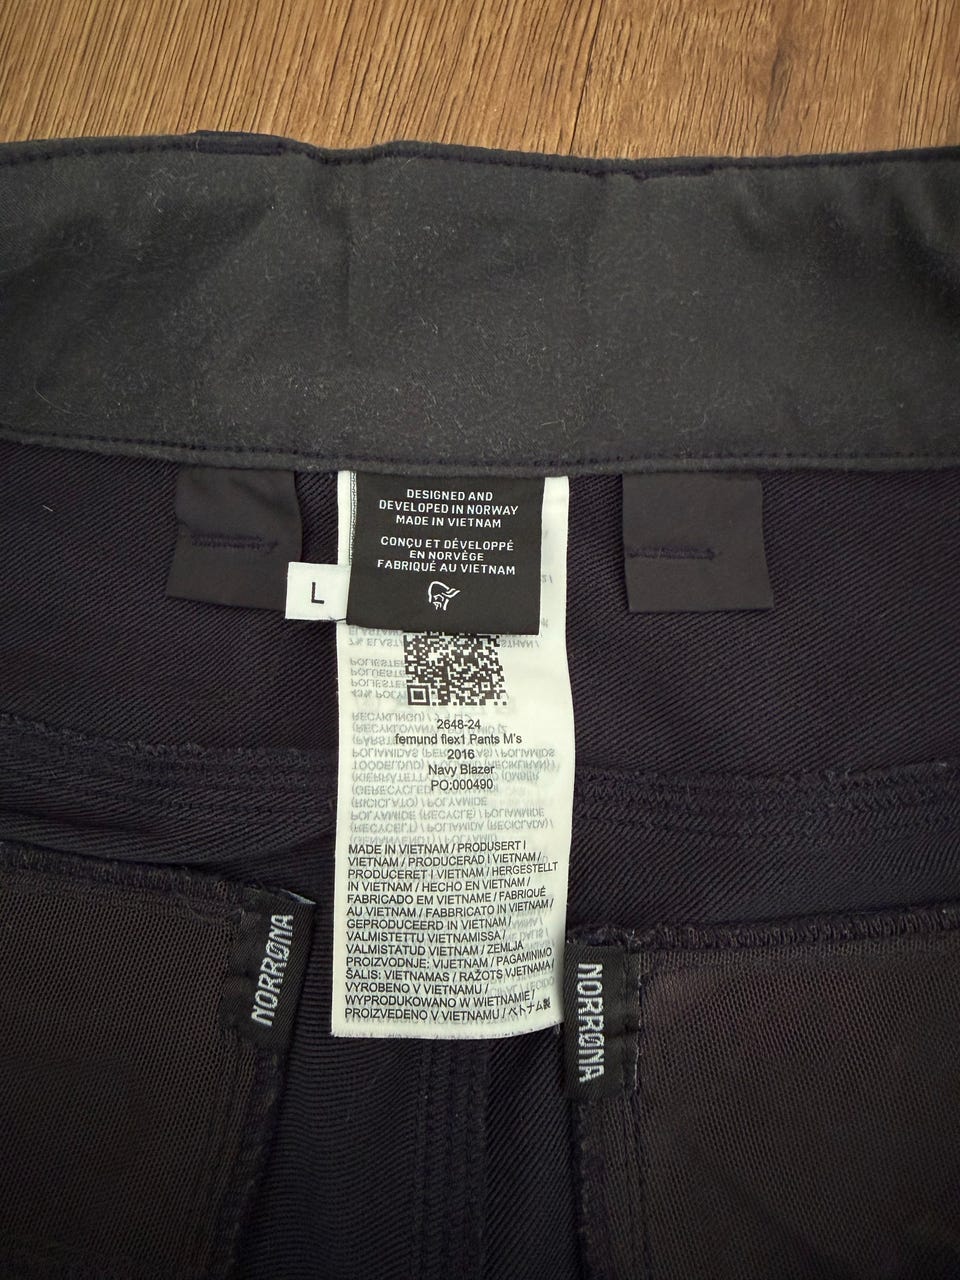 DESIGNED AND
DEVELOPED IN NORWAY
MADE IN VIETNAM
CONÇU ET DÉVELOPPÉ
EN NORVÈGE
FABRIQUÉ AU VIETNAM
L
2648-24
femund flex1 Pants M's
2016
Navy Blazer
PO:000490
MADE IN VIETNAM / PRODUSERT I
VIETNAM / PRODUCERAD I VIETNAM /
PRODUCERET I VIETNAM / HERGESTELLT
IN VIETNAM / HECHO EN VIETNAM /
FABRICADO EM VIETNAME / FABRIQUÉ
AU VIETNAM / FABBRICATO IN VIETNAM /
GEPRODUCEERD IN VIETNAM /
VALMISTETTU VIETNAMISSA /
VALMISTATUD VIETNAM / ZEMLJA
PROIZVODNJE: VIJETNAM / PAGAMINIMO
ŠALIS: VIETNAMAS / RAŽOTS VJETNAMA /
VYROBENO V VIETNAMU /
WYPRODUKOWANO W WIETNAMIE /
PROIZVEDENO V VIETNAMU / ベトナム製
NORRØNA
NORRØNA